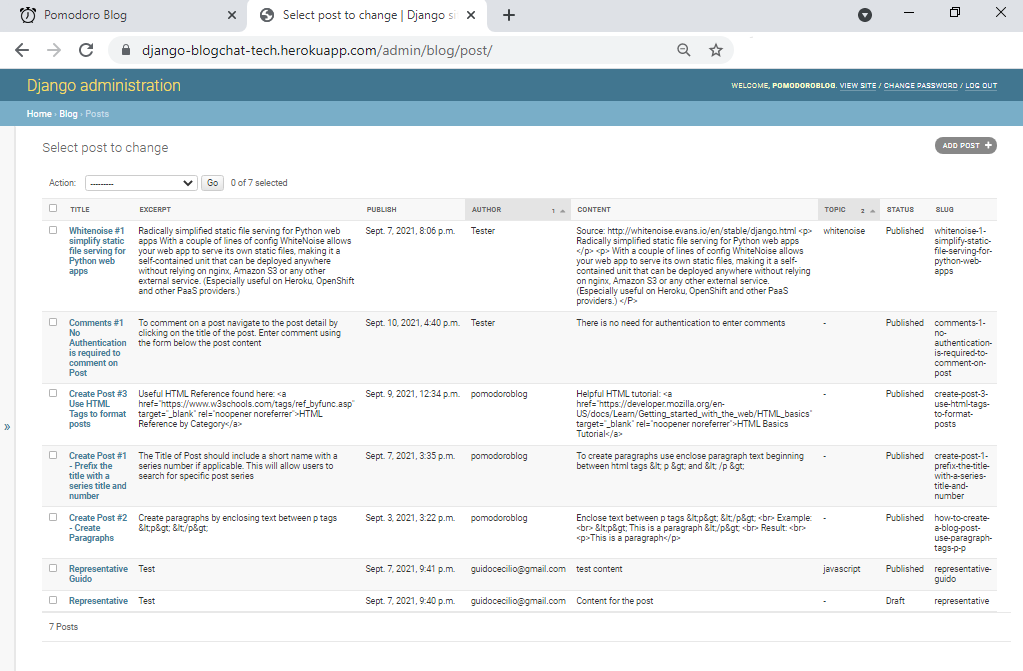 Pomodoro Blog
Select post to change | Django si
django-blogchat-tech.herokuapp.com/admin/blog/post/
Django administration
WELCOME, POMODOROBLOG. VIEW SITE / CHANGE PASSWORD / LOG OUT
Home › Blog › Posts
Select post to change
ADD POST +
Action: --------- Go 0 of 7 selected
TITLE EXCERPT PUBLISH AUTHOR 1 CONTENT TOPIC 2 STATUS SLUG
Whitenoise #1
simplify static
file serving for
Python web
apps
Radically simplified static file serving for Python web
apps With a couple of lines of config WhiteNoise allows
your web app to serve its own static files, making it a
self-contained unit that can be deployed anywhere
without relying on nginx, Amazon S3 or any other
external service. (Especially useful on Heroku, OpenShift
and other PaaS providers.)
Sept. 7, 2021, 8:06 p.m.
Tester
Source: http://whitenoise.evans.io/en/stable/django.html <p>
Radically simplified static file serving for Python web apps
</p> <p> With a couple of lines of config WhiteNoise allows
your web app to serve its own static files, making it a self-
contained unit that can be deployed anywhere without relying
on nginx, Amazon S3 or any other external service.
(Especially useful on Heroku, OpenShift and other PaaS
providers.) </P>
whitenoise
Published
whitenoise-1-
simplify-static-
file-serving-for-
python-web-
apps
Comments #1
No
Authentication
is required to
comment on
Post
To comment on a post navigate to the post detail by
clicking on the title of the post. Enter comment using
the form below the post content
Sept. 10, 2021, 4:40 p.m.
Tester
There is no need for authentication to enter comments
-
Published
comments-1-
no-
authentication-
is-required-to-
comment-on-
post
Create Post #3
Use HTML
Tags to format
posts
Useful HTML Reference found here: <a
href="https://www.w3schools.com/tags/ref_byfunc.asp"
target="_blank" rel="noopener noreferrer">HTML
Reference by Category</a>
Sept. 9, 2021, 12:34 p.m.
pomodoroblog
Helpful HTML tutorial: <a
href="https://developer.mozilla.org/en-
US/docs/Learn/Getting_started_with_the_web/HTML_basics"
target="_blank" rel="noopener noreferrer">HTML Basics
Tutorial</a>
-
Published
create-post-3-
use-html-tags-
to-format-
posts
»
Create Post #1
- Prefix the
title with a
series title and
number
The Title of Post should include a short name with a
series number if applicable. This will allow users to
search for specific post series
Sept. 7, 2021, 3:35 p.m.
pomodoroblog
To create paragraphs use enclose paragraph text beginning
between html tags &lt; p &gt; and &lt; /p &gt;
-
Published
create-post-1-
prefix-the-title-
with-a-series-
title-and-
number
Create Post #2
- Create
Paragraphs
Create paragraphs by enclosing text between p tags
&lt;p&gt; &lt;/p&gt;
Sept. 3, 2021, 3:22 p.m.
pomodoroblog
Enclose text between p tags &lt;p&gt; &lt;/p&gt; <br> Example:
<br> &lt;p&gt; This is a paragraph &lt;/p&gt; <br> Result: <br>
<p>This is a paragraph</p>
-
Published
how-to-create-
a-blog-post-
use-paragraph-
tags-p-p
Representative
Guido
Test
Sept. 7, 2021, 9:41 p.m.
guidocecilio@gmail.com
test content
javascript
Published
representative-
guido
Representative
Test
Sept. 7, 2021, 9:40 p.m.
guidocecilio@gmail.com
Content for the post
-
Draft
representative
7 Posts